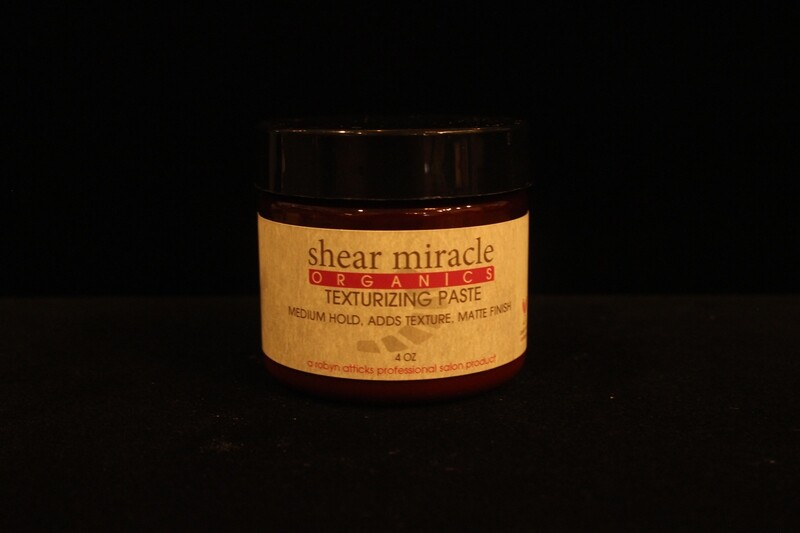 shear miracle
ORGANICS
TEXTURIZING PASTE
MEDIUM HOLD, ADDS TEXTURE, MATTE FINISH
4 OZ
a robyn atticks professional salon product